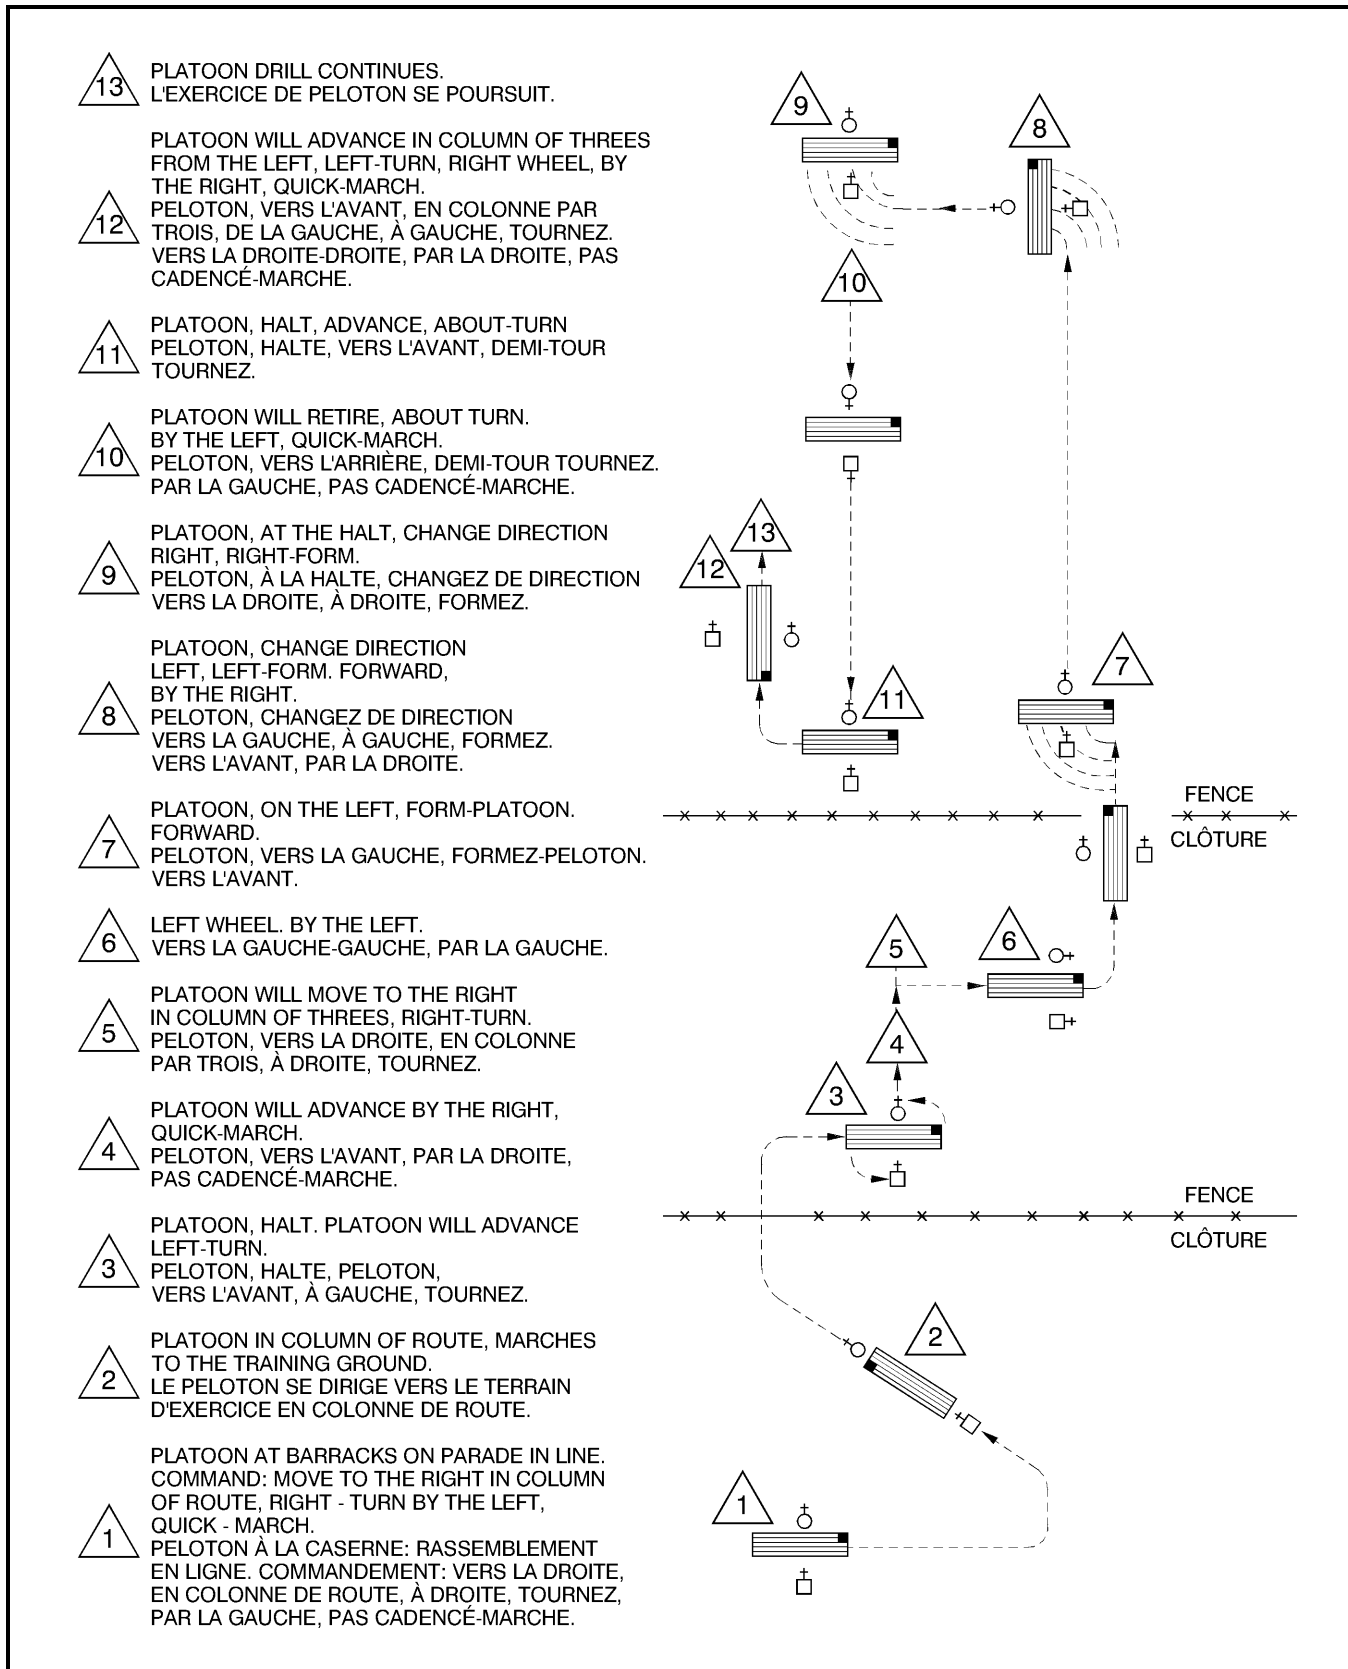 13
PLATOON DRILL CONTINUES.
L'EXERCICE DE PELOTON SE POURSUIT.
12
PLATOON WILL ADVANCE IN COLUMN OF THREES
FROM THE LEFT, LEFT-TURN, RIGHT WHEEL, BY
THE RIGHT, QUICK-MARCH.
PELOTON, VERS L'AVANT, EN COLONNE PAR
TROIS, DE LA GAUCHE, À GAUCHE, TOURNEZ.
VERS LA DROITE-DROITE, PAR LA DROITE, PAS
CADENCÉ-MARCHE.
11
PLATOON, HALT, ADVANCE, ABOUT-TURN
PELOTON, HALTE, VERS L'AVANT, DEMI-TOUR
TOURNEZ.
10
PLATOON WILL RETIRE, ABOUT TURN.
BY THE LEFT, QUICK-MARCH.
PELOTON, VERS L'ARRIÈRE, DEMI-TOUR TOURNEZ.
PAR LA GAUCHE, PAS CADENCÉ-MARCHE.
9
PLATOON, AT THE HALT, CHANGE DIRECTION
RIGHT, RIGHT-FORM.
PELOTON, À LA HALTE, CHANGEZ DE DIRECTION
VERS LA DROITE, À DROITE, FORMEZ.
8
PLATOON, CHANGE DIRECTION
LEFT, LEFT-FORM. FORWARD,
BY THE RIGHT.
PELOTON, CHANGEZ DE DIRECTION
VERS LA GAUCHE, À GAUCHE, FORMEZ.
VERS L'AVANT, PAR LA DROITE.
7
PLATOON, ON THE LEFT, FORM-PLATOON.
FORWARD.
PELOTON, VERS LA GAUCHE, FORMEZ-PELOTON.
VERS L'AVANT.
6
LEFT WHEEL. BY THE LEFT.
VERS LA GAUCHE-GAUCHE, PAR LA GAUCHE.
5
PLATOON WILL MOVE TO THE RIGHT
IN COLUMN OF THREES, RIGHT-TURN.
PELOTON, VERS LA DROITE, EN COLONNE
PAR TROIS, À DROITE, TOURNEZ.
4
PLATOON WILL ADVANCE BY THE RIGHT,
QUICK-MARCH.
PELOTON, VERS L'AVANT, PAR LA DROITE,
PAS CADENCÉ-MARCHE.
3
PLATOON, HALT. PLATOON WILL ADVANCE
LEFT-TURN.
PELOTON, HALTE, PELOTON,
VERS L'AVANT, À GAUCHE, TOURNEZ.
2
PLATOON IN COLUMN OF ROUTE, MARCHES
TO THE TRAINING GROUND.
LE PELOTON SE DIRIGE VERS LE TERRAIN
D'EXERCICE EN COLONNE DE ROUTE.
1
PLATOON AT BARRACKS ON PARADE IN LINE.
COMMAND: MOVE TO THE RIGHT IN COLUMN
OF ROUTE, RIGHT - TURN BY THE LEFT,
QUICK - MARCH.
PELOTON À LA CASERNE: RASSEMBLEMENT
EN LIGNE. COMMANDEMENT: VERS LA DROITE,
EN COLONNE DE ROUTE, À DROITE, TOURNEZ,
PAR LA GAUCHE, PAS CADENCÉ-MARCHE.
9
8
10
13
12
7
11
FENCE
CLÔTURE
5
6
4
3
FENCE
CLÔTURE
2
1